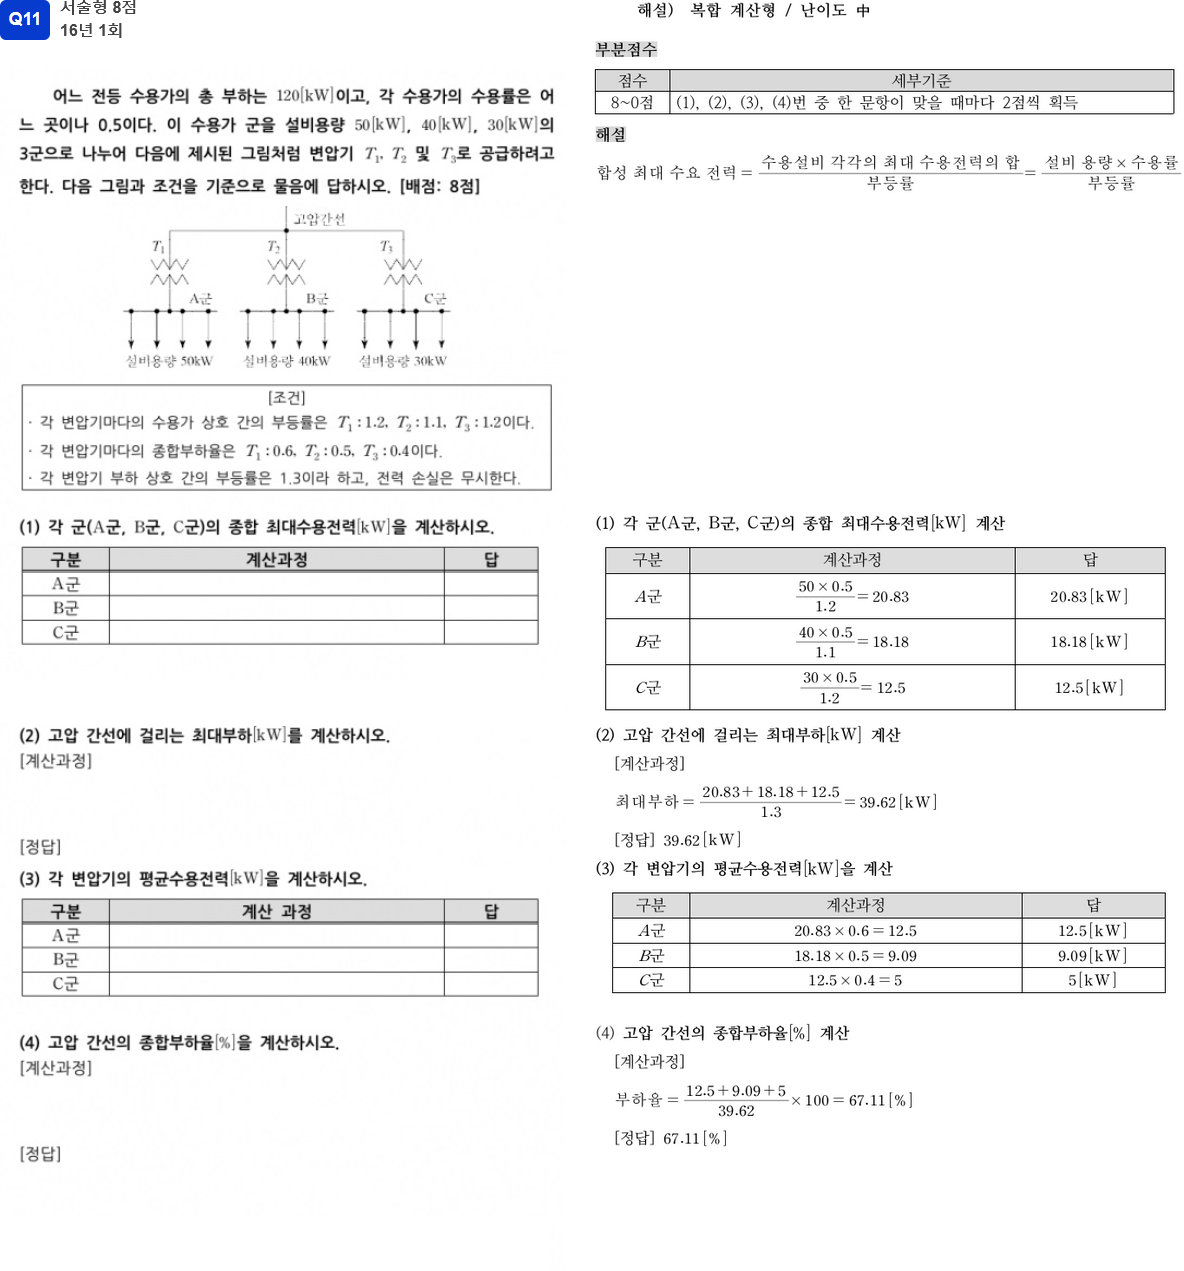 Q11
서술형 8점
16년 1회
어느 전등 수용가의 총 부하는 120[kW]이고, 각 수용가의 수용률은 어
느 곳이나 0.5이다. 이 수용가 군을 설비용량 50[kW], 40[kW], 30[kW]의
3군으로 나누어 다음에 제시된 그림처럼 변압기 T₁, T₂ 및 T₃로 공급하려고
한다. 다음 그림과 조건을 기준으로 물음에 답하시오. [배점: 8점]
고압간선
T₁ T₂ T₃
A군 B군 C군
설비용량 50kW 설비용량 40kW 설비용량 30kW
[조건]
· 각 변압기마다의 수용가 상호 간의 부등률은 T₁ : 1.2, T₂ : 1.1, T₃ : 1.2이다.
· 각 변압기마다의 종합부하율은 T₁ : 0.6, T₂ : 0.5, T₃ : 0.4이다.
· 각 변압기 부하 상호 간의 부등률은 1.3이라 하고, 전력 손실은 무시한다.
(1) 각 군(A군, B군, C군)의 종합 최대수용전력[kW]을 계산하시오.
구분 계산과정 답
A군
B군
C군
(2) 고압 간선에 걸리는 최대부하[kW]를 계산하시오.
[계산과정]
[정답]
(3) 각 변압기의 평균수용전력[kW]을 계산하시오.
구분 계산 과정 답
A군
B군
C군
(4) 고압 간선의 종합부하율[%]을 계산하시오.
[계산과정]
[정답]
해설) 복합 계산형 / 난이도 中
부분점수
점수 세부기준
8~0점 (1), (2), (3), (4)번 중 한 문항이 맞을 때마다 2점씩 획득
해설
합성 최대 수요 전력 = 수용설비 각각의 최대 수용전력의 합 / 부등률 = 설비 용량 × 수용률 / 부등률
(1) 각 군(A군, B군, C군)의 종합 최대수용전력[kW] 계산
구분 계산과정 답
A군 50 × 0.5 / 1.2 = 20.83 20.83[kW]
B군 40 × 0.5 / 1.1 = 18.18 18.18[kW]
C군 30 × 0.5 / 1.2 = 12.5 12.5[kW]
(2) 고압 간선에 걸리는 최대부하[kW] 계산
[계산과정]
최대부하 = 20.83 + 18.18 + 12.5 / 1.3 = 39.62[kW]
[정답] 39.62[kW]
(3) 각 변압기의 평균수용전력[kW]을 계산
구분 계산과정 답
A군 20.83 × 0.6 = 12.5 12.5[kW]
B군 18.18 × 0.5 = 9.09 9.09[kW]
C군 12.5 × 0.4 = 5 5[kW]
(4) 고압 간선의 종합부하율[%] 계산
[계산과정]
부하율 = 12.5 + 9.09 + 5 / 39.62 × 100 = 67.11[%]
[정답] 67.11[%]